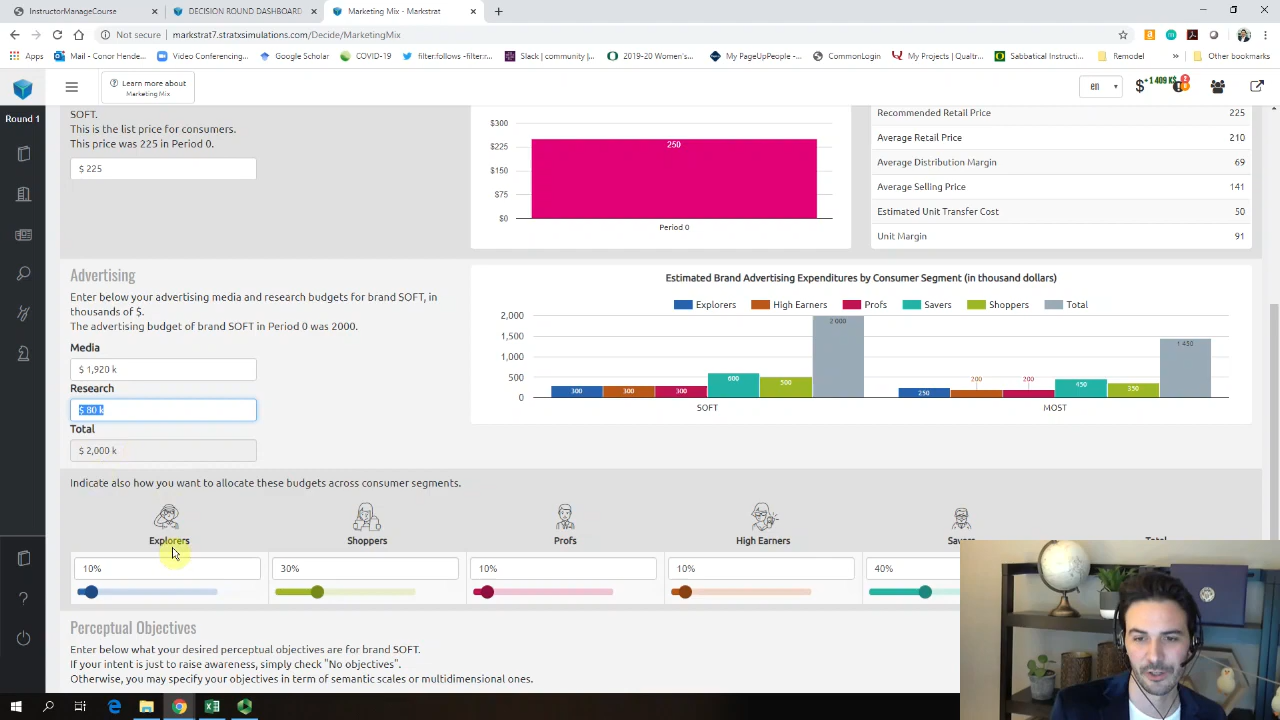 InstructorManageCourse
DECISION ROUND DASHBOARD
Marketing Mix - Markstrat
Not secure | markstrat7.stratxsimulations.com/Decide/MarketingMix
Apps
Mail - Conor Hende...
Video Conferencing...
Google Scholar
COVID-19
filter:follows -filter:...
Slack | community |...
2019-20 Women's...
My PageUpPeople -...
CommonLook
My Projects | Qualtr...
Sabbatical Instructi...
Remodel
»
Other bookmarks
Learn more about
Marketing Mix
en
$ + 1 409 K$
Round 1
SOFT.
This is the list price for consumers.
This price was 225 in Period 0.
$ 225
$300
$225
$150
$75
$0
250
Period 0
Recommended Retail Price 225
Average Retail Price 210
Average Distribution Margin 69
Average Selling Price 141
Estimated Unit Transfer Cost 50
Unit Margin 91
Advertising
Enter below your advertising media and research budgets for brand SOFT, in
thousands of $
The advertising budget of brand SOFT in Period 0 was 2000.
Media
$ 1,920 k
Research
$ 80 k
Total
$ 2,000 k
Estimated Brand Advertising Expenditures by Consumer Segment (in thousand dollars)
Explorers High Earners Profs Savers Shoppers Total
2,000
1,500
1,000
500
0
300 300 300 600 500 2 000
250 200 200 450 350 1 450
SOFT MOST
Indicate also how you want to allocate these budgets across consumer segments.
Explorers Shoppers Profs High Earners
10% 30% 10% 10% 40%
Perceptual Objectives
Enter below what your desired perceptual objectives are for brand SOFT.
If your intent is just to raise awareness, simply check "No objectives".
Otherwise, you may specify your objectives in term of semantic scales or multidimensional ones.